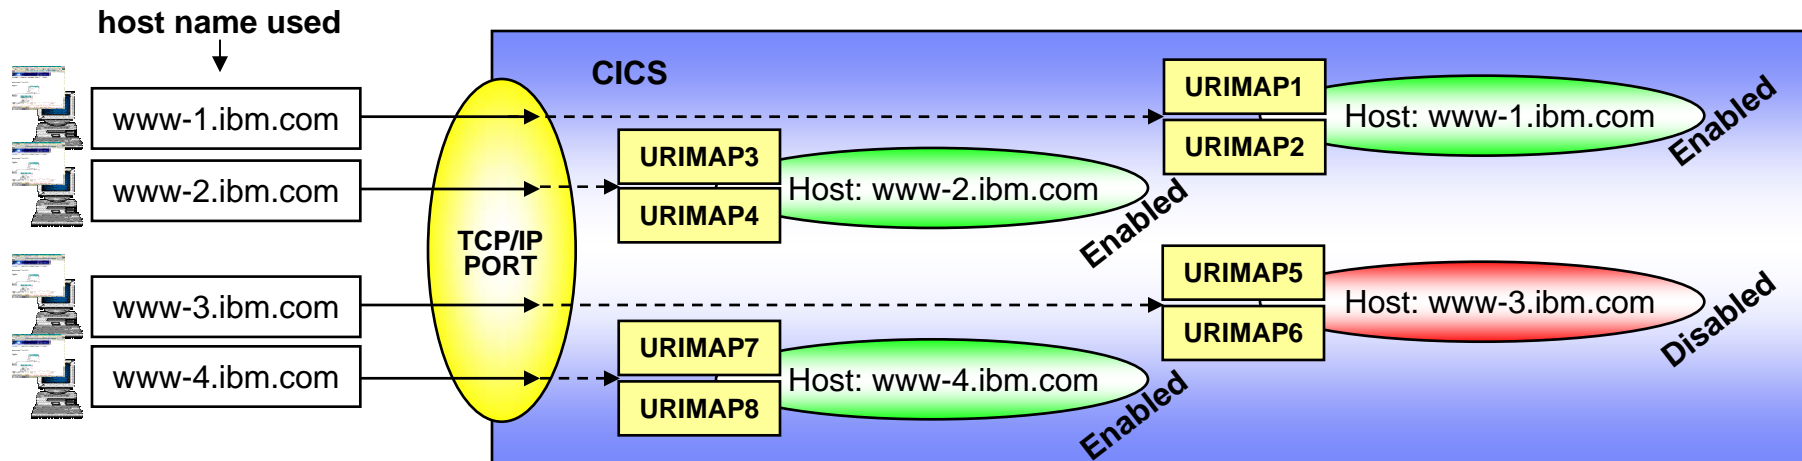 host name used
CICS
www-1.ibm.com
www-2.ibm.com
www-3.ibm.com
www-4.ibm.com
TCP/IP
PORT
URIMAP1
URIMAP2
Host: www-1.ibm.com
Enabled
URIMAP3
URIMAP4
Host: www-2.ibm.com
Enabled
URIMAP5
URIMAP6
Host: www-3.ibm.com
Disabled
URIMAP7
URIMAP8
Host: www-4.ibm.com
Enabled